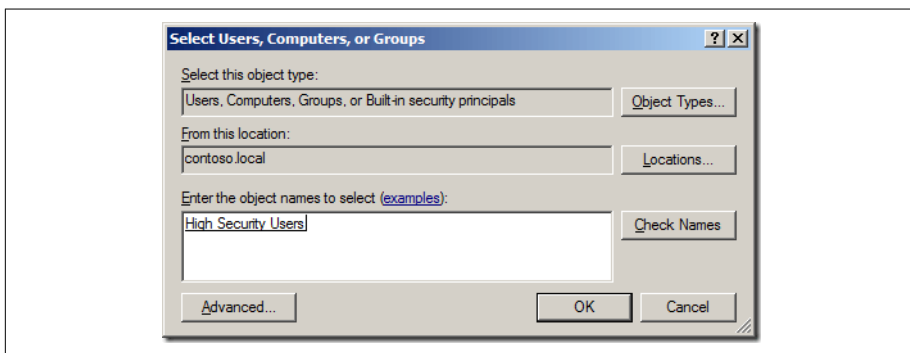 Select Users, Computers, or Groups
Select this object type:
Users, Computers, Groups, or Built-in security principals
Object Types...
From this location:
contoso.local
Locations...
Enter the object names to select (examples):
High Security Users
Check Names
Advanced...
OK
Cancel